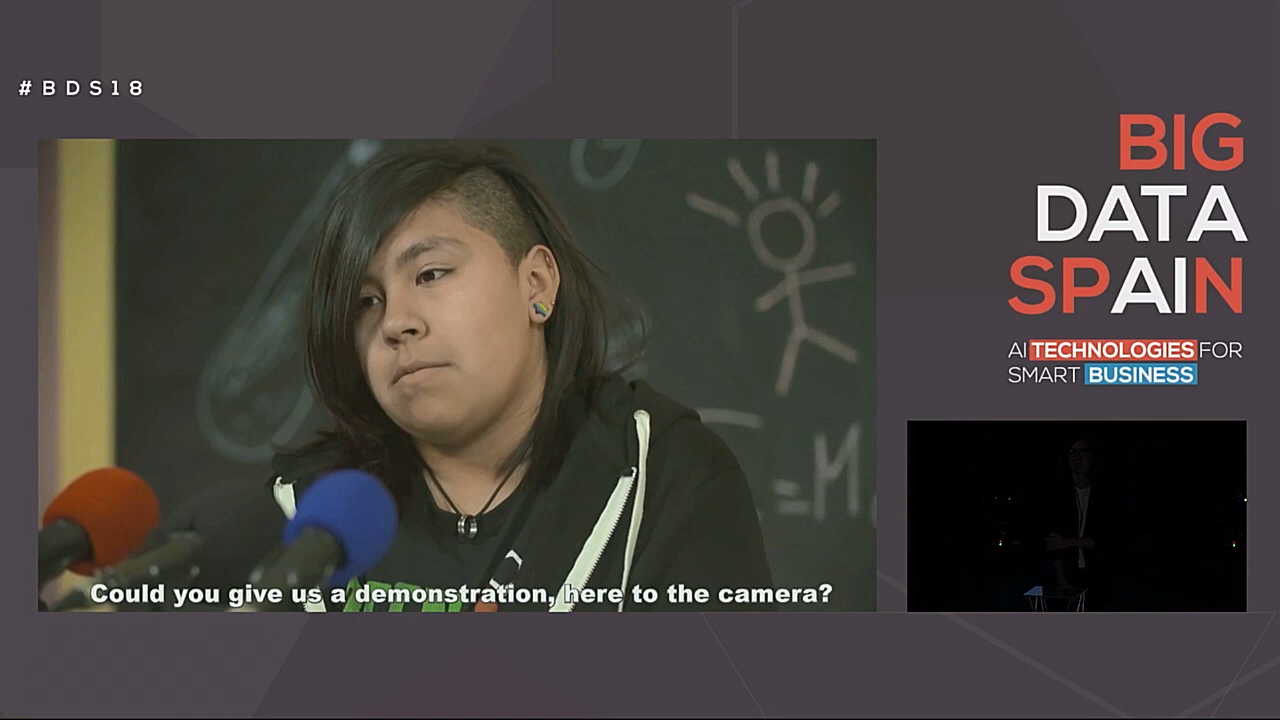 #BDS18
BIG
DATA
SPAIN
AI TECHNOLOGIES FOR
SMART BUSINESS
Could you give us a demonstration, here to the camera?